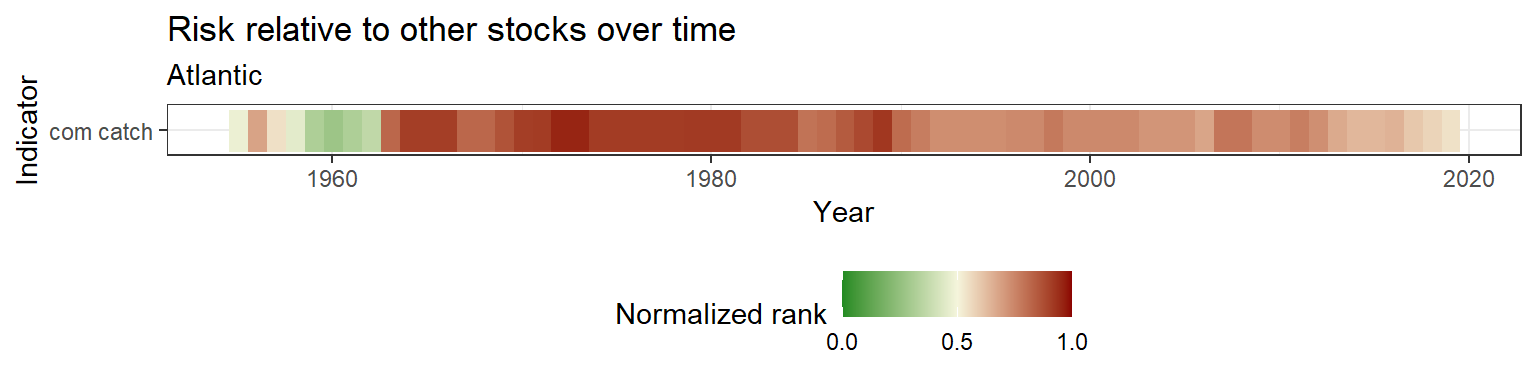 Risk relative to other stocks over time
Atlantic
Indicator
com catch
1960 1980 2000 2020
Year
Normalized rank
0.0 0.5 1.0